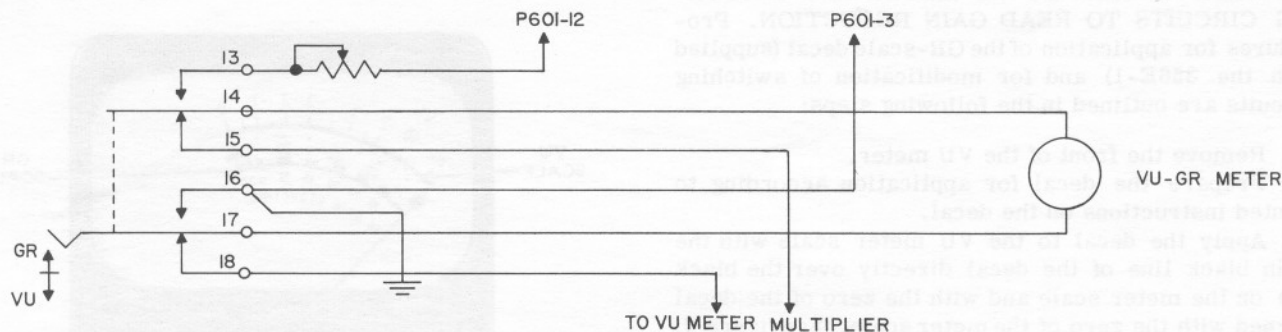 P601-12
P601-3
13
14
15
16
17
18
GR
VU
VU-GR METER
TO VU METER MULTIPLIER